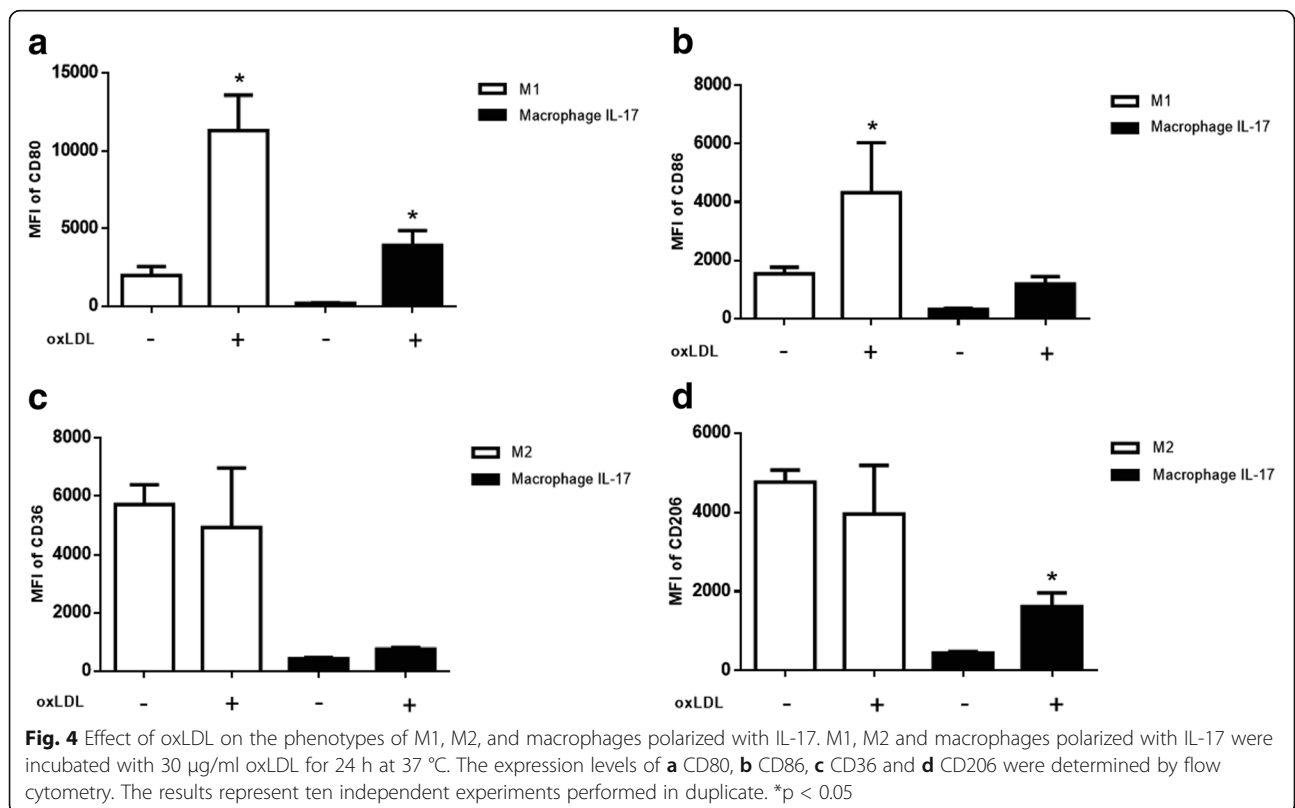 a
15000
10000
5000
0
MFI of CD80
*
*
M1
Macrophage IL-17
oxLDL - + - +
b
8000
6000
4000
2000
0
MFI of CD86
*
M1
Macrophage IL-17
oxLDL - + - +
c
8000
6000
4000
2000
0
MFI of CD36
M2
Macrophage IL-17
oxLDL - + - +
d
6000
4000
2000
0
MFI of CD206
*
M2
Macrophage IL-17
oxLDL - + - +
Fig. 4 Effect of oxLDL on the phenotypes of M1, M2, and macrophages polarized with IL-17. M1, M2 and macrophages polarized with IL-17 were
incubated with 30 μg/ml oxLDL for 24 h at 37 °C. The expression levels of a CD80, b CD86, c CD36 and d CD206 were determined by flow
cytometry. The results represent ten independent experiments performed in duplicate. *p < 0.05